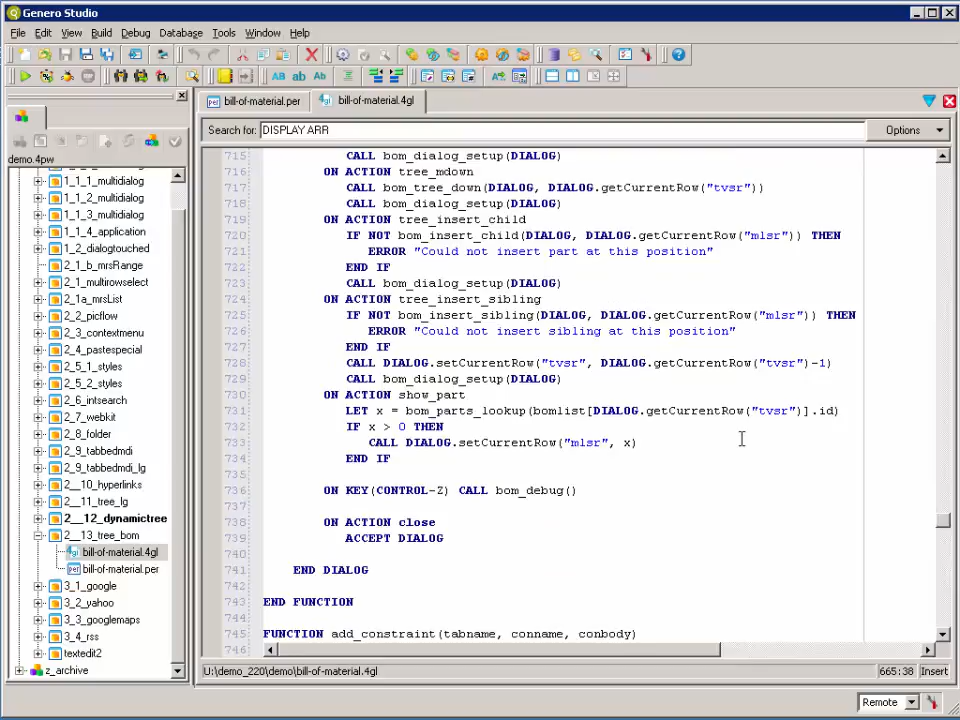 Genero Studio
File Edit View Build Debug Database Tools Window Help
bill-of-material.per bill-of-material.4gl
Search for: DISPLAY ARR Options
demo.4pw
1_1_1_multidialog
1_1_2_multidialog
1_1_3_multidialog
1_1_4_application
1_2_dialogtouched
2_1_b_mrsRange
2_1_multirowselect
2_1a_mrsList
2_2_picflow
2_3_contextmenu
2_4_pastespecial
2_5_1_styles
2_5_2_styles
2_6_intsearch
2_7_webkit
2_8_folder
2_9_tabbedmdi
2_9_tabbedmdi_lg
2__10_hyperlinks
2__11_tree_lg
2__12_dynamictree
2__13_tree_bom
bill-of-material.4gl
bill-of-material.per
3_1_google
3_2_yahoo
3_3_googlemaps
3_4_rss
textedit2
z_archive
715 CALL bom_dialog_setup(DIALOG)
716 ON ACTION tree_mdown
717 CALL bom_tree_down(DIALOG, DIALOG.getCurrentRow("tvsr"))
718 CALL bom_dialog_setup(DIALOG)
719 ON ACTION tree_insert_child
720 IF NOT bom_insert_child(DIALOG, DIALOG.getCurrentRow("mlsr")) THEN
721 ERROR "Could not insert part at this position"
722 END IF
723 CALL bom_dialog_setup(DIALOG)
724 ON ACTION tree_insert_sibling
725 IF NOT bom_insert_sibling(DIALOG, DIALOG.getCurrentRow("mlsr")) THEN
726 ERROR "Could not insert sibling at this position"
727 END IF
728 CALL DIALOG.setCurrentRow("tvsr", DIALOG.getCurrentRow("tvsr")-1)
729 CALL bom_dialog_setup(DIALOG)
730 ON ACTION show_part
731 LET x = bom_parts_lookup(bomlist[DIALOG.getCurrentRow("tvsr")].id)
732 IF x > 0 THEN
733 CALL DIALOG.setCurrentRow("mlsr", x)
734 END IF
735
736 ON KEY(CONTROL-Z) CALL bom_debug()
737
738 ON ACTION close
739 ACCEPT DIALOG
740
741 END DIALOG
742
743 END FUNCTION
744
745 FUNCTION add_constraint(tabname, conname, conbody)
746
U:\demo_220\demo\bill-of-material.4gl 665:38 Insert
Remote